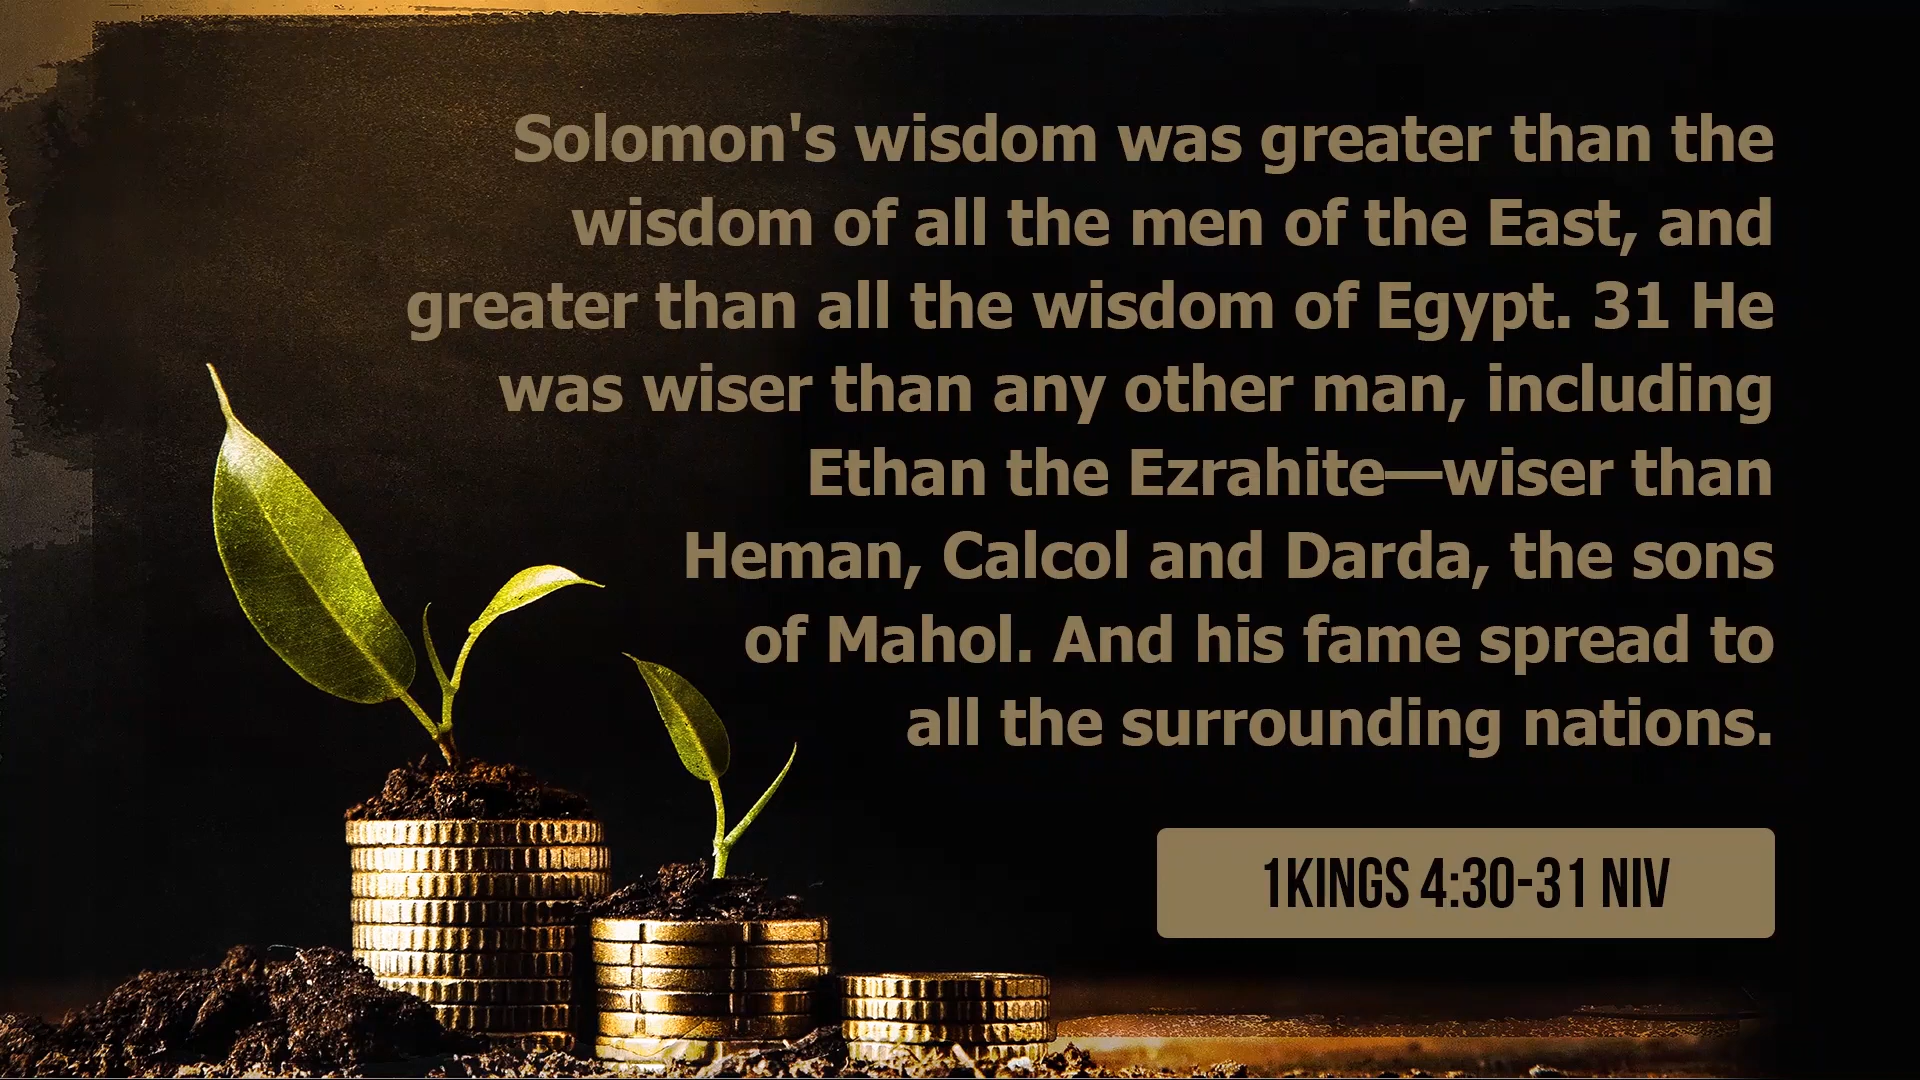 Solomon's wisdom was greater than the
wisdom of all the men of the East, and
greater than all the wisdom of Egypt. 31 He
was wiser than any other man, including
Ethan the Ezrahite—wiser than
Heman, Calcol and Darda, the sons
of Mahol. And his fame spread to
all the surrounding nations.
1KINGS 4:30-31 NIV